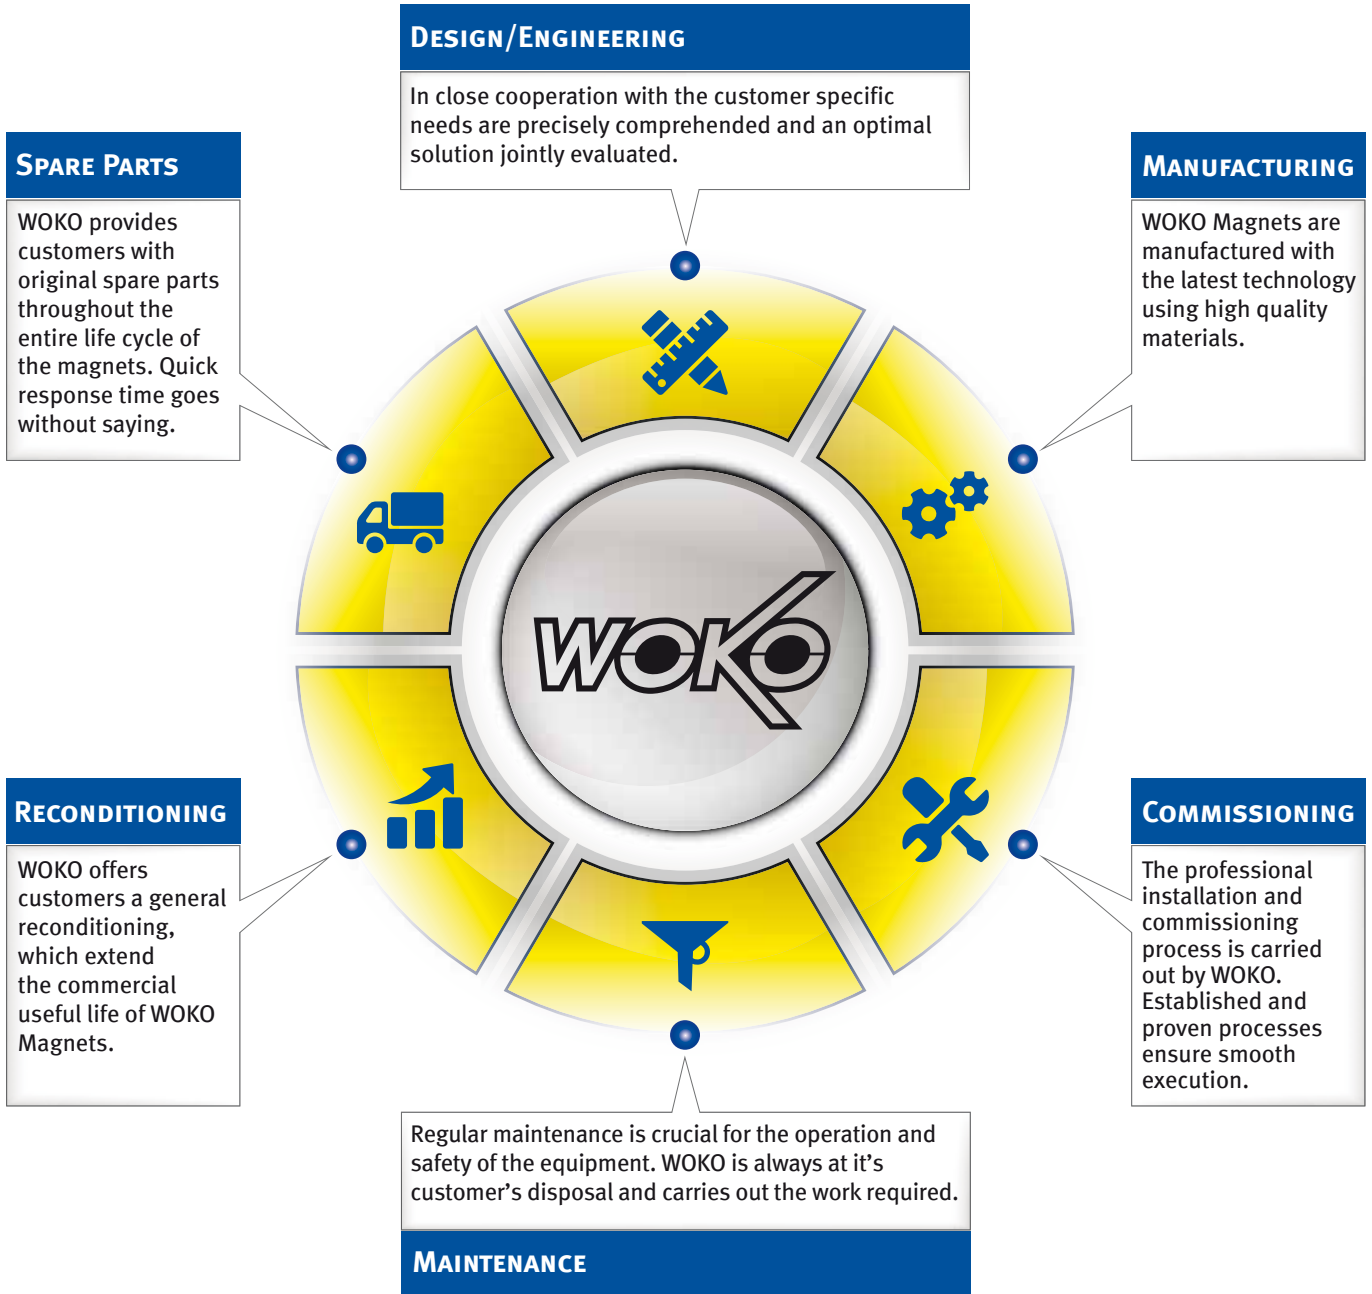 DESIGN/ENGINEERING
In close cooperation with the customer specific
needs are precisely comprehended and an optimal
solution jointly evaluated.
SPARE PARTS
WOKO provides
customers with
original spare parts
throughout the
entire life cycle of
the magnets. Quick
response time goes
without saying.
MANUFACTURING
WOKO Magnets are
manufactured with
the latest technology
using high quality
materials.
WOKO
RECONDITIONING
WOKO offers
customers a general
reconditioning,
which extend
the commercial
useful life of WOKO
Magnets.
COMMISSIONING
The professional
installation and
commissioning
process is carried
out by WOKO.
Established and
proven processes
ensure smooth
execution.
Regular maintenance is crucial for the operation and
safety of the equipment. WOKO is always at it’s
customer’s disposal and carries out the work required.
MAINTENANCE